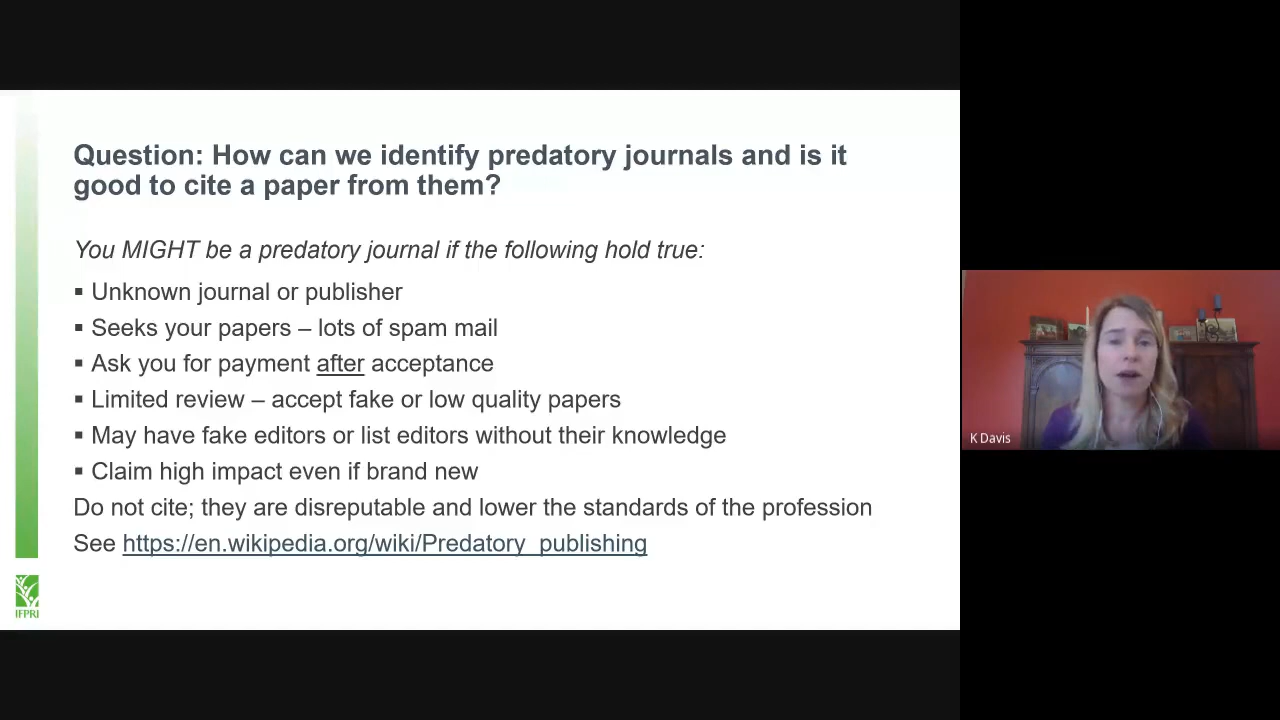 Question: How can we identify predatory journals and is it
good to cite a paper from them?
You MIGHT be a predatory journal if the following hold true:
▪ Unknown journal or publisher
▪ Seeks your papers – lots of spam mail
▪ Ask you for payment after acceptance
▪ Limited review – accept fake or low quality papers
▪ May have fake editors or list editors without their knowledge
▪ Claim high impact even if brand new
Do not cite; they are disreputable and lower the standards of the profession
See https://en.wikipedia.org/wiki/Predatory_publishing
IFPRI
K Davis